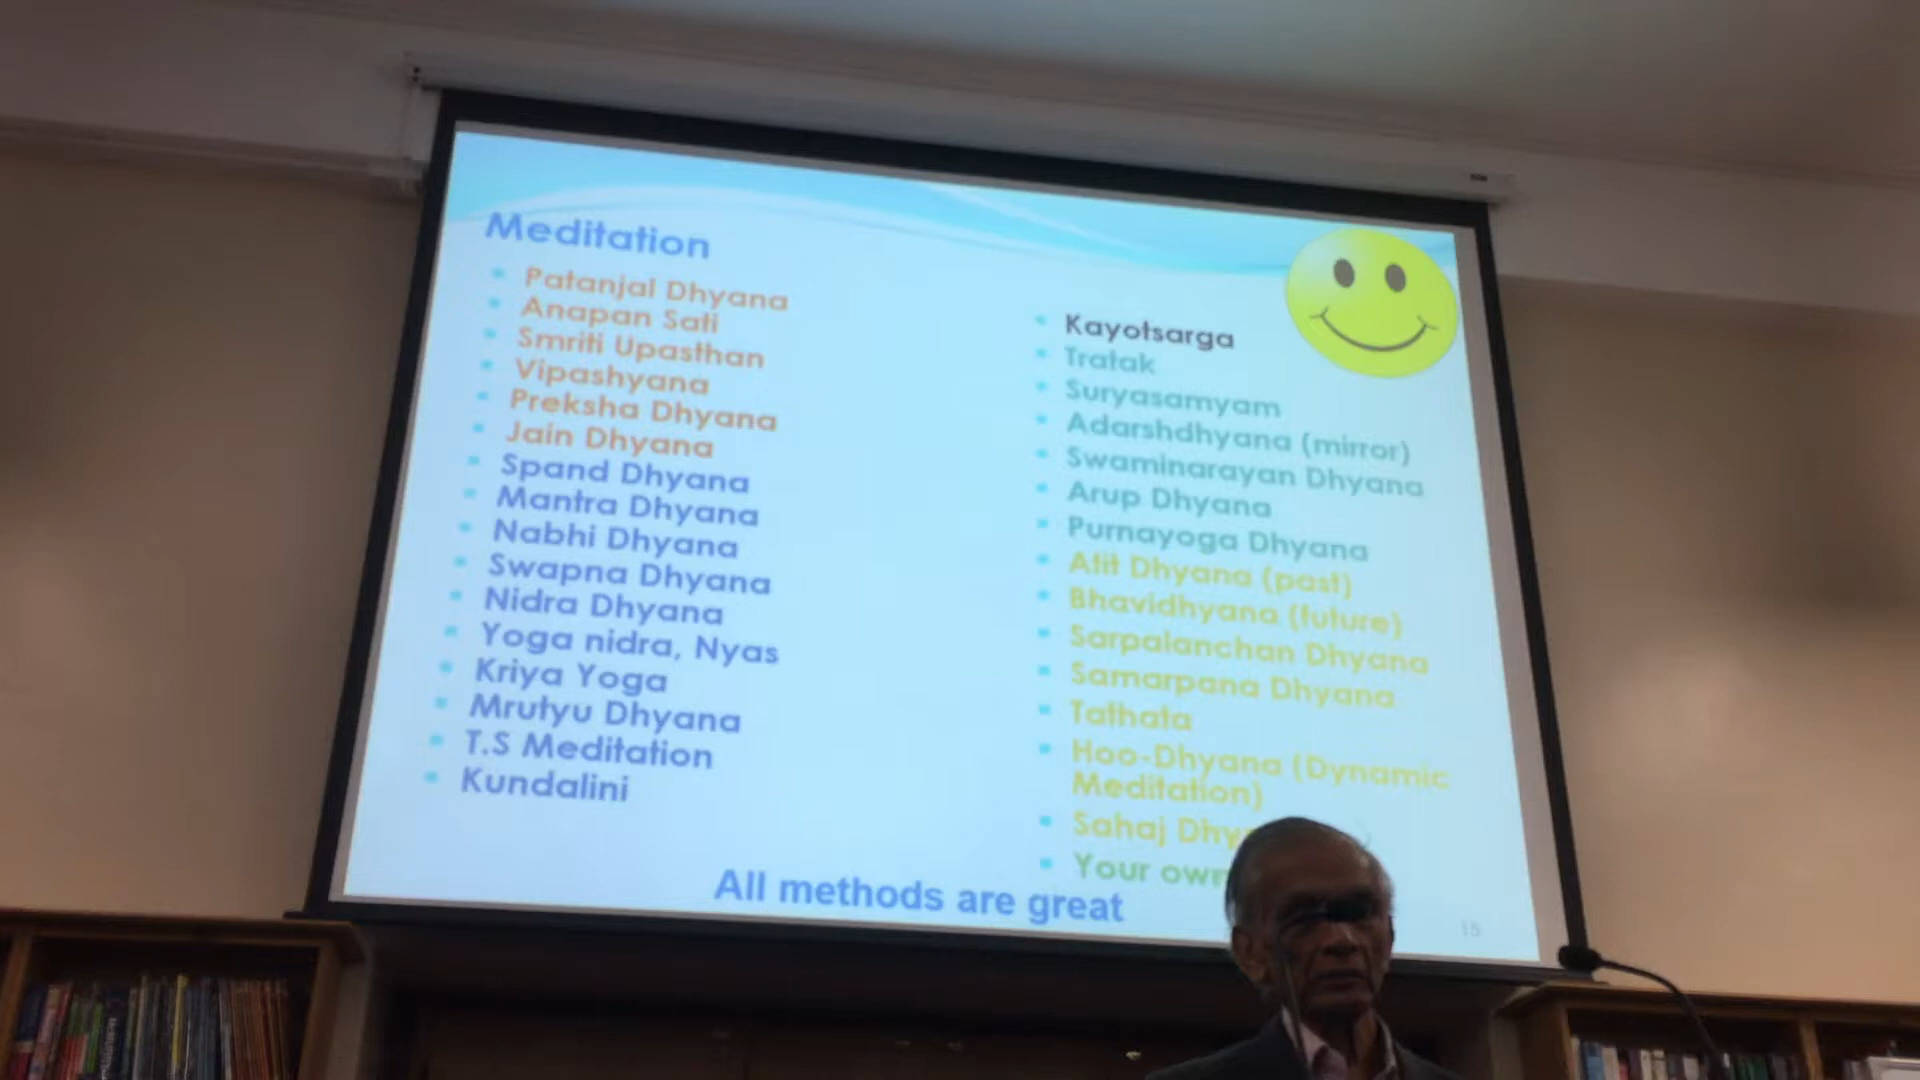 Meditation
Patanjal Dhyana
Anapan Sati
Smriti Upasthan
Vipashyana
Preksha Dhyana
Jain Dhyana
Spand Dhyana
Mantra Dhyana
Nabhi Dhyana
Swapna Dhyana
Nidra Dhyana
Yoga nidra, Nyas
Kriya Yoga
Mrutyu Dhyana
T.S Meditation
Kundalini
Kayotsarga
Tratak
Suryasamyam
Adarshdhyana (mirror)
Swaminarayan Dhyana
Arup Dhyana
Purnayoga Dhyana
Atit Dhyana (past)
Bhavidhyana (future)
Sarpalanchan Dhyana
Samarpana Dhyana
Tathata
Hoo-Dhyana (Dynamic
Meditation)
Sahaj
Your own
All methods are great
15